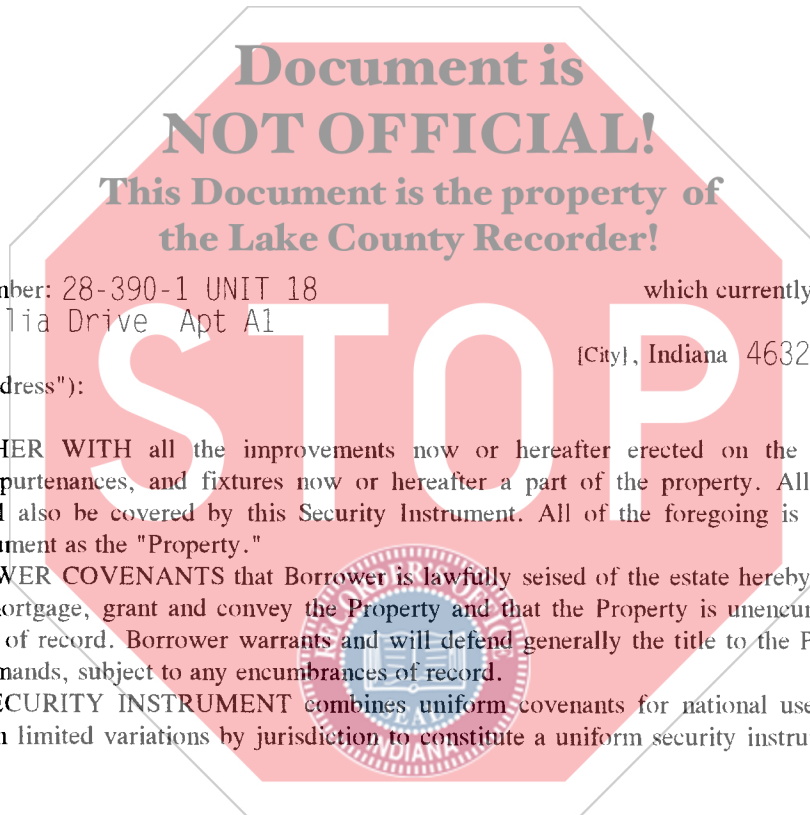 Document is
NOT OFFICIAL!
This Document is the property of
the Lake County Recorder!
nber: 28-390-1 UNIT 18 which currently
lia Drive Apt A1
[City], Indiana 4632
dress"):
STOP
HER WITH all the improvements now or hereafter erected on the
purtenances, and fixtures now or hereafter a part of the property. All
l also be covered by this Security Instrument. All of the foregoing is
ument as the "Property."
WER COVENANTS that Borrower is lawfully seised of the estate hereby
ortgage, grant and convey the Property and that the Property is unencu
of record. Borrower warrants and will defend generally the title to the P
mands, subject to any encumbrances of record.
ECURITY INSTRUMENT combines uniform covenants for national use
n limited variations by jurisdiction to constitute a uniform security instru
RECORDER'S OFFICE
SEAL
INDIANA